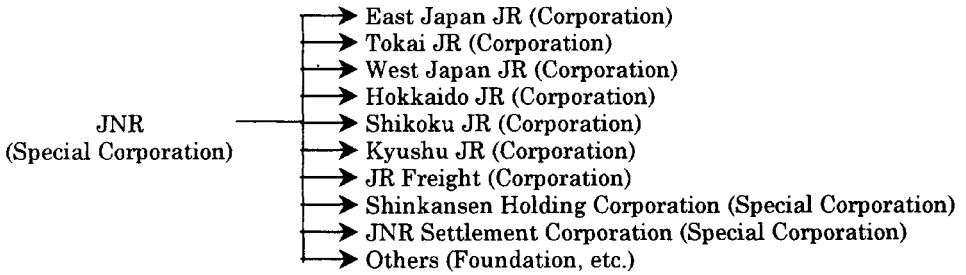 East Japan JR (Corporation)
Tokai JR (Corporation)
West Japan JR (Corporation)
Hokkaido JR (Corporation)
JNR
(Special Corporation)
Shikoku JR (Corporation)
Kyushu JR (Corporation)
JR Freight (Corporation)
Shinkansen Holding Corporation (Special Corporation)
JNR Settlement Corporation (Special Corporation)
Others (Foundation, etc.)